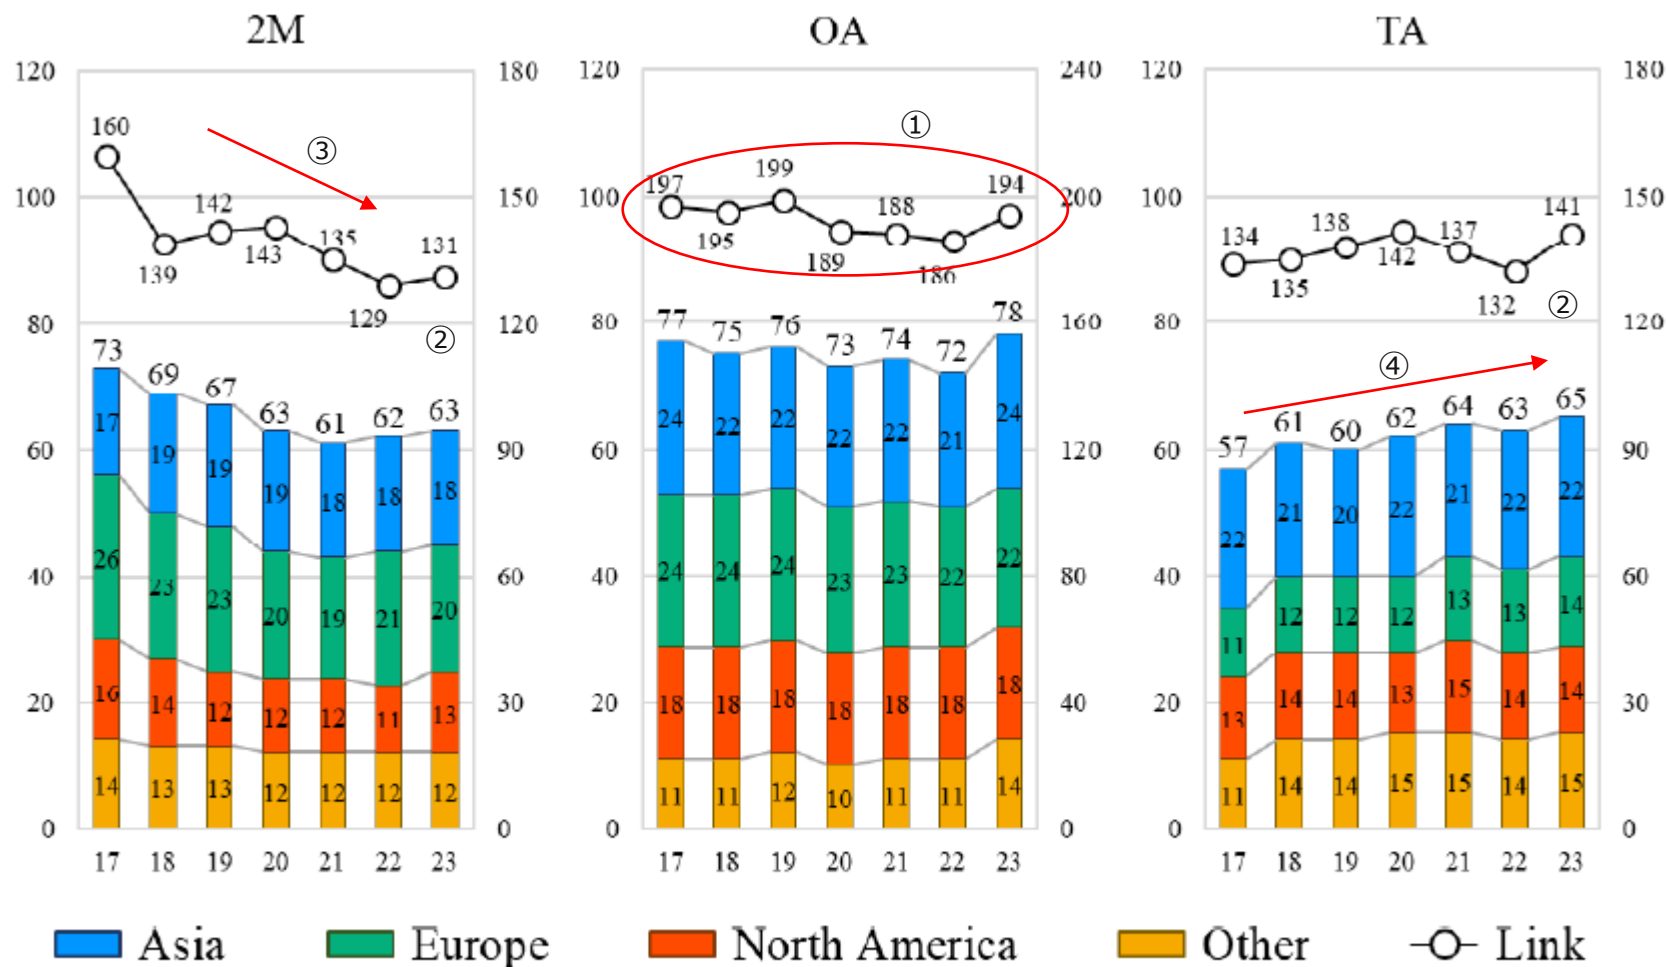 2M OA TA
120 180 120 240 120 180
160 ③ ① 
100 150 100 200 100 150
142 143 139 135 129 131
197 195 199 189 188 186 194
134 135 138 142 137 132 141
80 120 80 160 80 120
② ② ④
73 69 67 63 61 62 63
77 75 76 73 74 72 78
57 61 60 62 64 63 65
17 19 19 19 18 18 18
24 22 22 22 22 21 24
22 21 20 22 21 22 22
60 90 60 120 60 90
26 23 23 20 19 21 20
24 24 24 23 23 22 22
11 12 12 12 13 13 14
40 60 40 80 40 60
16 14 12 12 12 11 13
18 18 18 18 18 18 18
13 14 14 13 15 14 14
20 30 20 40 20 30
14 13 13 12 12 12 12
11 11 12 10 11 11 14
11 14 14 15 15 14 15
0 0 0 0 0 0
17 18 19 20 21 22 23
17 18 19 20 21 22 23
17 18 19 20 21 22 23
Asia Europe North America Other Link